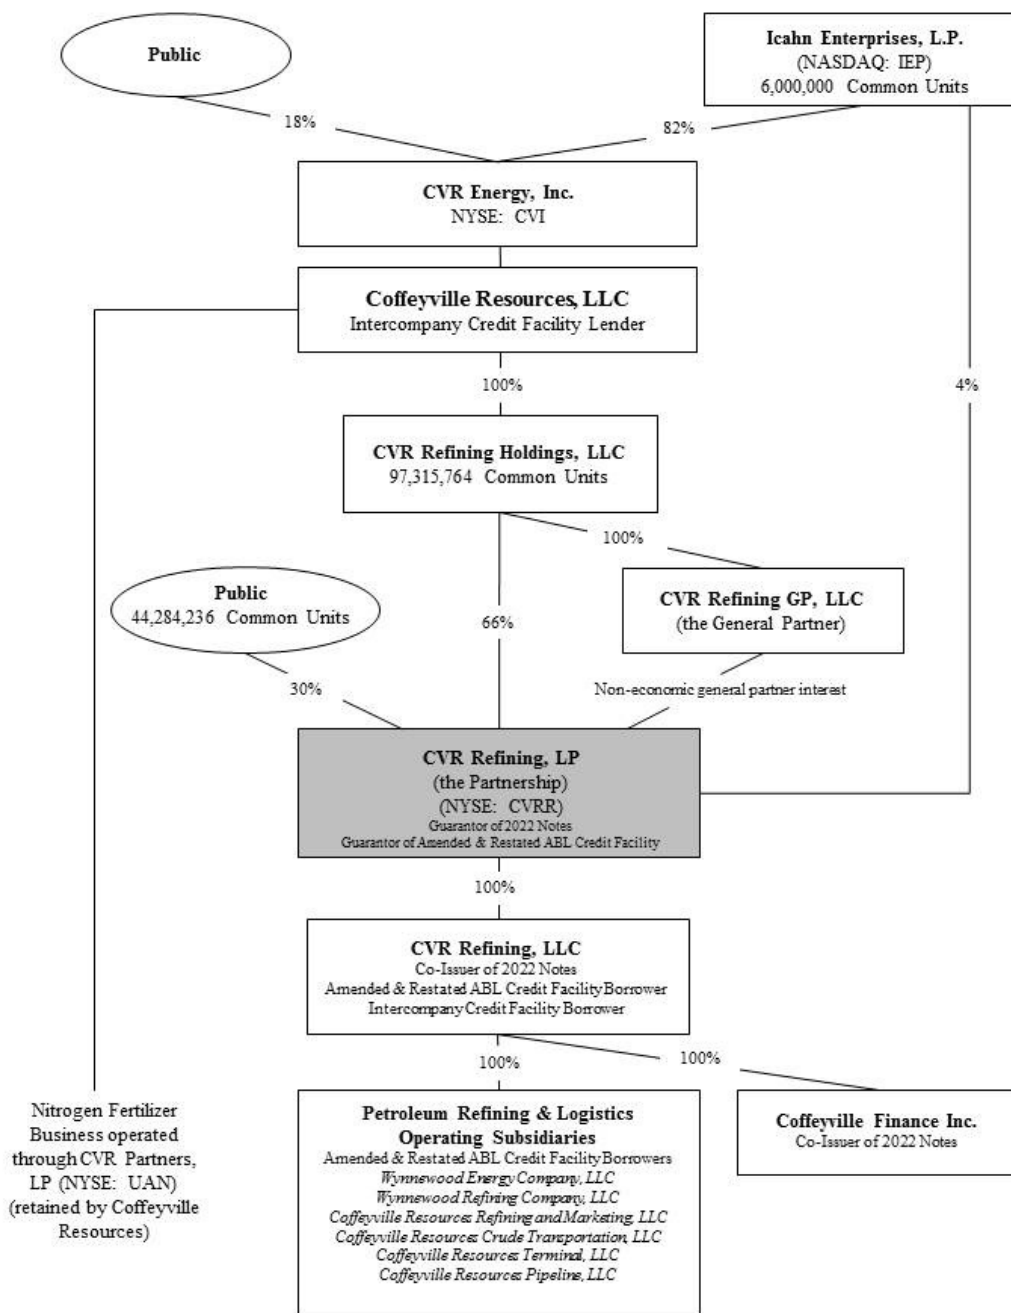 Public
Icahn Enterprises, L.P.
(NASDAQ: IEP)
6,000,000 Common Units
18%
82%
CVR Energy, Inc.
NYSE: CVI
Coffeyville Resources, LLC
Intercompany Credit Facility Lender
100%
4%
CVR Refining Holdings, LLC
97,315,764 Common Units
100%
Public
44,284,236 Common Units
66%
CVR Refining GP, LLC
(the General Partner)
30%
Non-economic general partner interest
CVR Refining, LP
(the Partnership)
(NYSE: CVRR)
Guarantor of 2022 Notes
Guarantor of Amended & Restated ABL Credit Facility
100%
CVR Refining, LLC
Co-Issuer of 2022 Notes
Amended & Restated ABL Credit Facility Borrower
Intercompany Credit Facility Borrower
100%
100%
Nitrogen Fertilizer
Business operated
through CVR Partners,
LP (NYSE: UAN)
(retained by Coffeyville
Resources)
Petroleum Refining & Logistics
Operating Subsidiaries
Amended & Restated ABL Credit Facility Borrowers
Wynnewood Energy Company, LLC
Wynnewood Refining Company, LLC
Coffeyville Resources Refining and Marketing, LLC
Coffeyville Resources Crude Transportation, LLC
Coffeyville Resources Terminal, LLC
Coffeyville Resources Pipeline, LLC
Coffeyville Finance Inc.
Co-Issuer of 2022 Notes